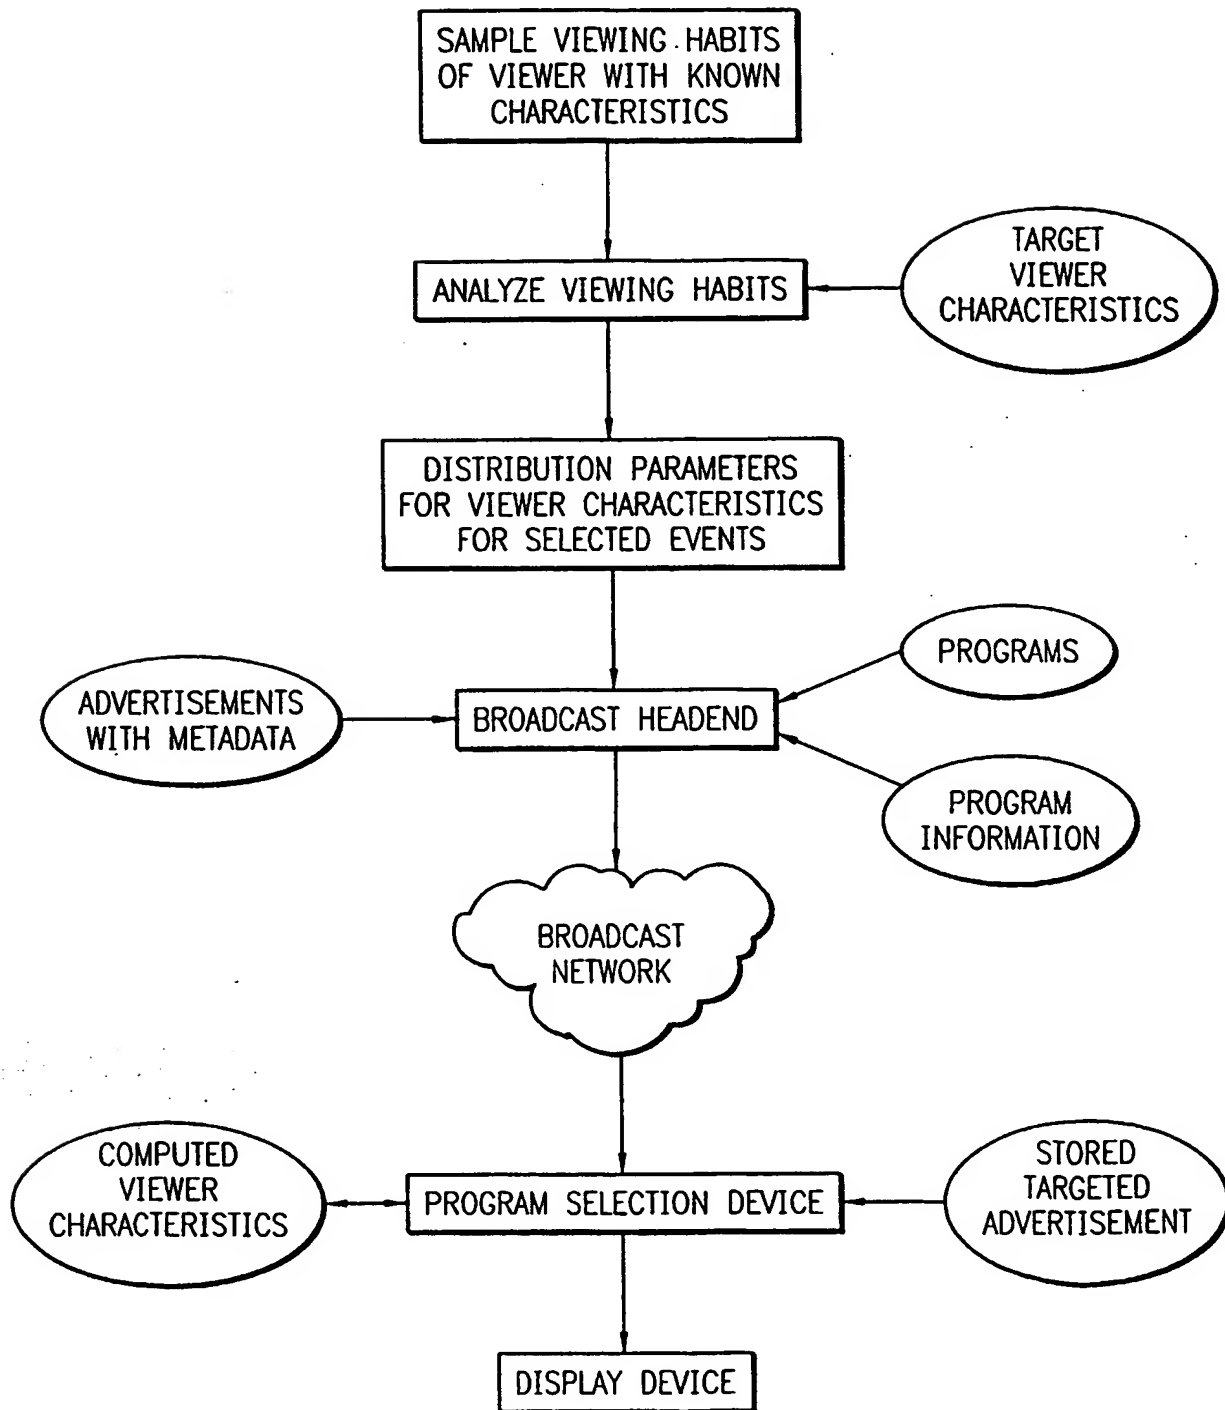 SAMPLE VIEWING HABITS
OF VIEWER WITH KNOWN
CHARACTERISTICS
TARGET
VIEWER
CHARACTERISTICS
ANALYZE VIEWING HABITS
DISTRIBUTION PARAMETERS
FOR VIEWER CHARACTERISTICS
FOR SELECTED EVENTS
PROGRAMS
ADVERTISEMENTS
WITH METADATA
BROADCAST HEADEND
PROGRAM
INFORMATION
BROADCAST
NETWORK
COMPUTED
VIEWER
CHARACTERISTICS
PROGRAM SELECTION DEVICE
STORED
TARGETED
ADVERTISEMENT
DISPLAY DEVICE